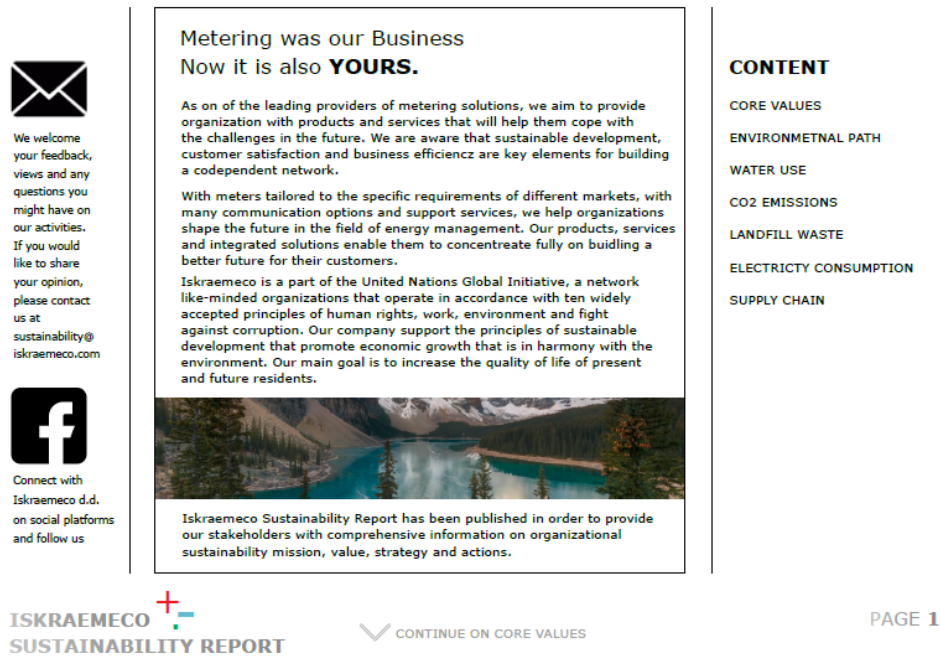 We welcome
your feedback,
views and any
questions you
might have on
our activities.
If you would
like to share
your opinion,
please contact
us at
sustainability@
iskraemeco.com
Connect with
Iskraemeco d.d.
on social platforms
and follow us
Metering was our Business
Now it is also YOURS.
As on of the leading providers of metering solutions, we aim to provide
organization with products and services that will help them cope with
the challenges in the future. We are aware that sustainable development,
customer satisfaction and business efficiencz are key elements for building
a codependent network.
With meters tailored to the specific requirements of different markets, with
many communication options and support services, we help organizations
shape the future in the field of energy management. Our products, services
and integrated solutions enable them to concentreate fully on buidling a
better future for their customers.
Iskraemeco is a part of the United Nations Global Initiative, a network
like-minded organizations that operate in accordance with ten widely
accepted principles of human rights, work, environment and fight
against corruption. Our company support the principles of sustainable
development that promote economic growth that is in harmony with the
environment. Our main goal is to increase the quality of life of present
and future residents.
Iskraemeco Sustainability Report has been published in order to provide
our stakeholders with comprehensive information on organizational
sustainability mission, value, strategy and actions.
CONTENT
CORE VALUES
ENVIRONMETNAL PATH
WATER USE
CO2 EMISSIONS
LANDFILL WASTE
ELECTRICTY CONSUMPTION
SUPPLY CHAIN
ISKRAEMECO
SUSTAINABILITY REPORT
CONTINUE ON CORE VALUES
PAGE 1